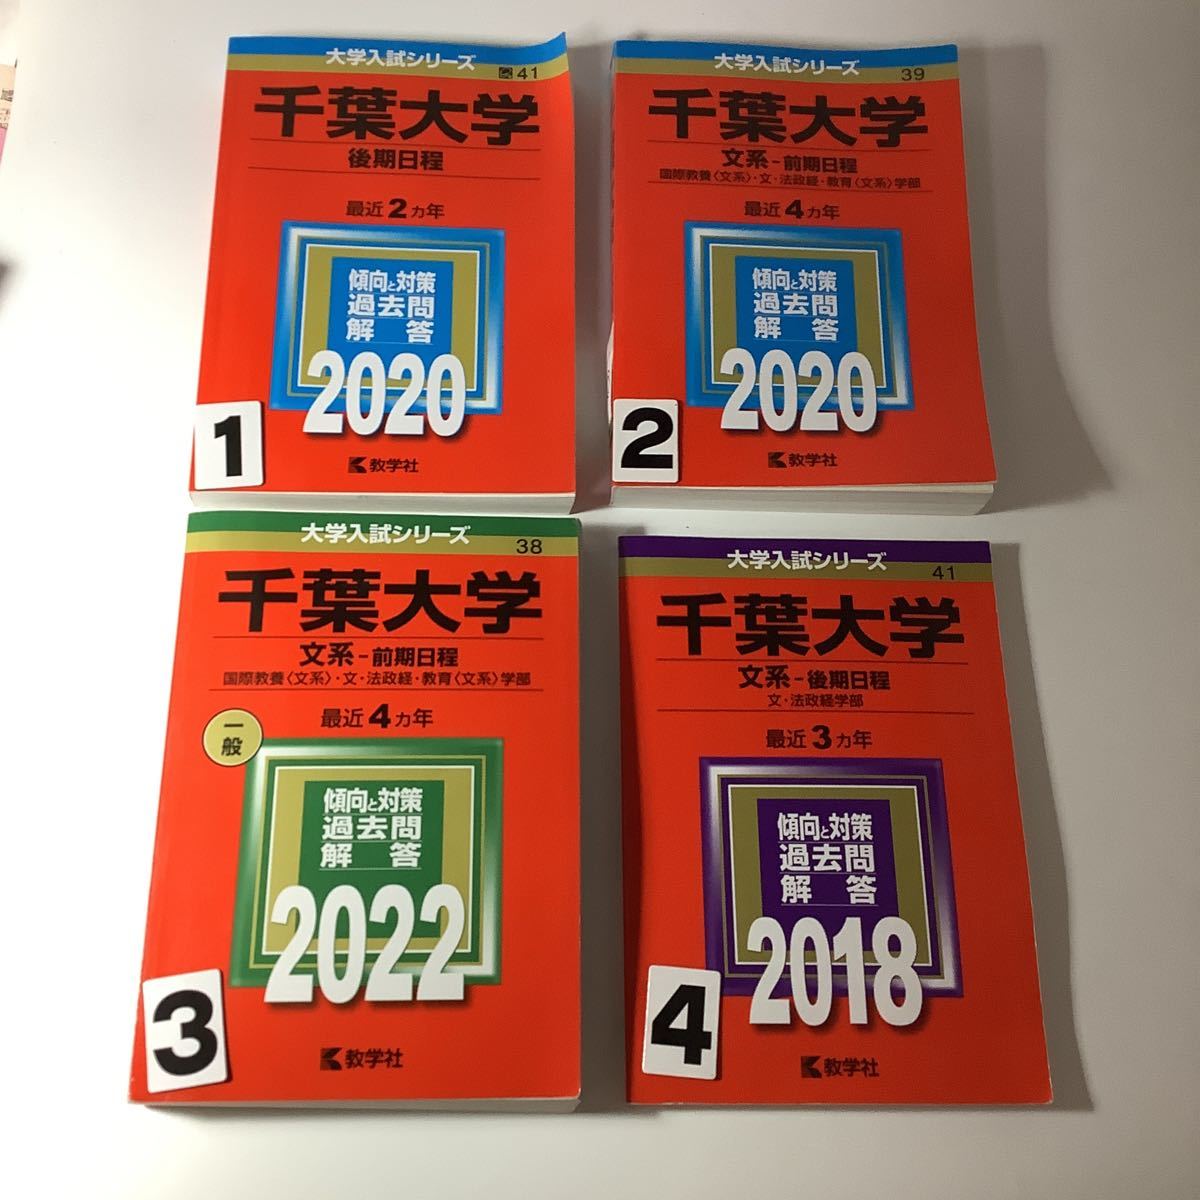 大学入試シリーズ
41
千葉大学
後期日程
最近2カ年
傾向と対策
過去問
解答
2020
教学社
1
大学入試シリーズ
39
千葉大学
文系－前期日程
国際教養〈文系〉・文・法政経・教育〈文系〉学部
最近4カ年
傾向と対策
過去問
解答
2020
教学社
2
大学入試シリーズ
38
千葉大学
文系－前期日程
国際教養〈文系〉・文・法政経・教育〈文系〉学部
最近4カ年
一般
傾向と対策
過去問
解答
2022
教学社
3
大学入試シリーズ
41
千葉大学
文系－後期日程
文・法政経学部
最近3カ年
傾向と対策
過去問
解答
2018
教学社
4